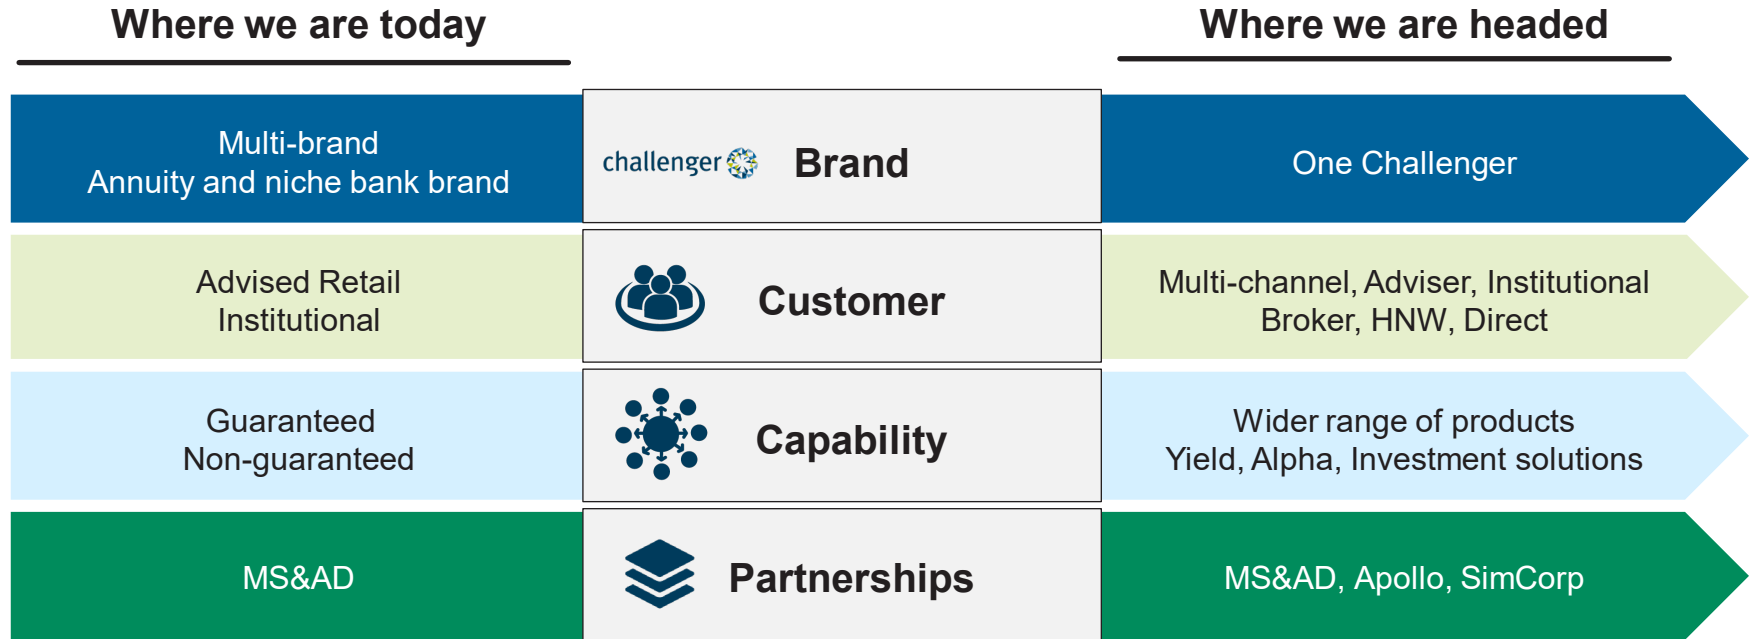 Where we are today
Where we are headed
Multi-brand
Annuity and niche bank brand
challenger
Brand
One Challenger
Advised Retail
Institutional
Customer
Multi-channel, Adviser, Institutional
Broker, HNW, Direct
Guaranteed
Non-guaranteed
Capability
Wider range of products
Yield, Alpha, Investment solutions
MS&AD
Partnerships
MS&AD, Apollo, SimCorp